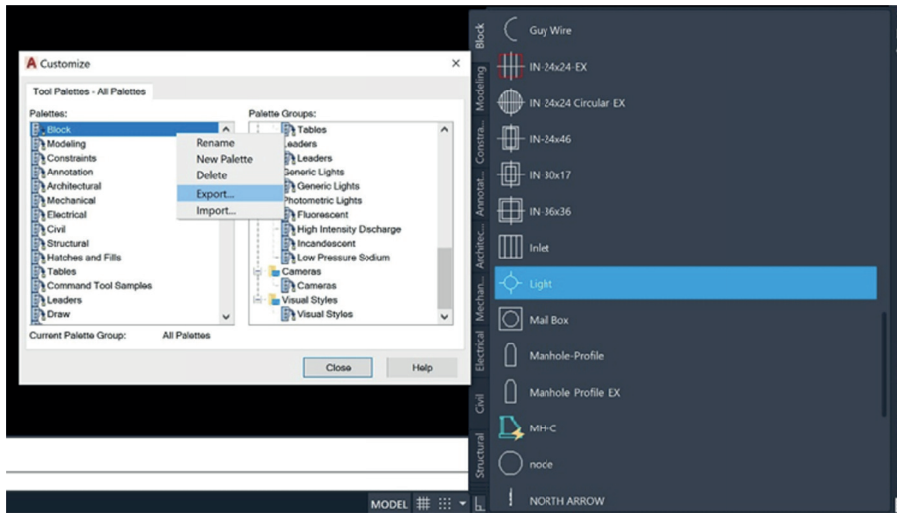 Customize
Tool Palettes - All Palettes
Palettes:
Block
Modeling
Constraints
Annotation
Architectural
Mechanical
Electrical
Civil
Structural
Hatches and Fills
Tables
Command Tool Samples
Leaders
Draw
Rename
New Palette
Delete
Export...
Import...
Palette Groups:
Tables
Leaders
Generic Lights
Generic Lights
Photometric Lights
Fluorescent
High Intensity Dscharge
Incandescent
Low Pressure Sodium
Cameras
Cameras
Visual Styles
Visual Styles
Current Palette Group: All Palettes
Close Help
MODEL
Block
Modeling
Constra...
Annotat...
Architec...
Mechan...
Electrical
Civil
Structural
Guy Wire
IN-24x24-EX
IN 24x24 Circular EX
IN-24x46
IN 30x17
IN-36x36
Inlet
Light
Mail Box
Manhole-Profile
Manhole Profile EX
MH-C
node
NORTH ARROW